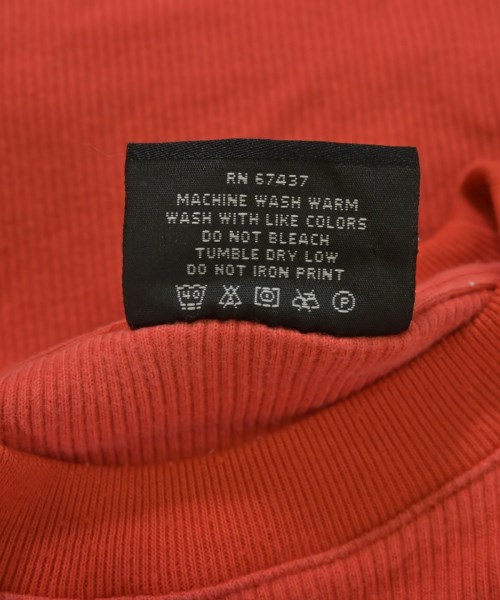 RN 67437
MACHINE WASH WARM
WASH WITH LIKE COLORS
DO NOT BLEACH
TUMBLE DRY LOW
DO NOT IRON PRINT
40 P